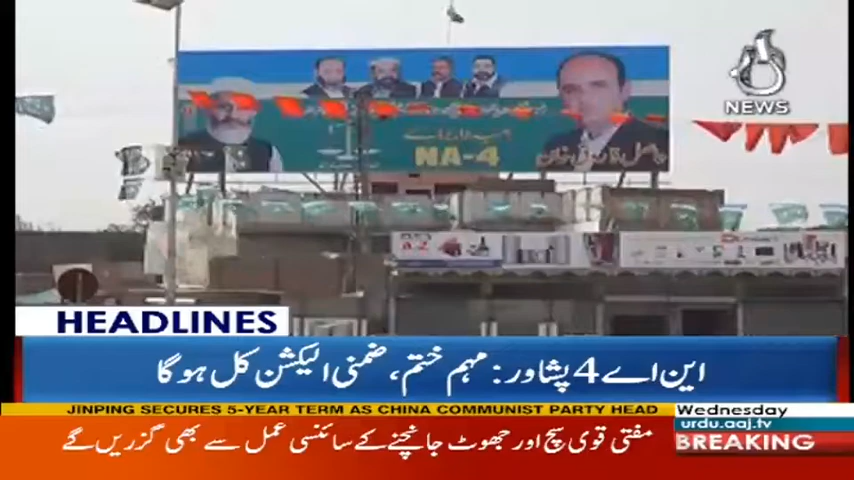 NEWS
NA-4
A-Z
HEADLINES
این اے 4 پشاور: مہم ختم، ضمنی الیکشن کل ہوگا
JINPING SECURES 5-YEAR TERM AS CHINA COMMUNIST PARTY HEAD
Wednesday
urdu.aaj.tv
BREAKING
مفتی قوی سچ اور جھوٹ جانچنے کے سائنسی عمل سے بھی گزریں گے